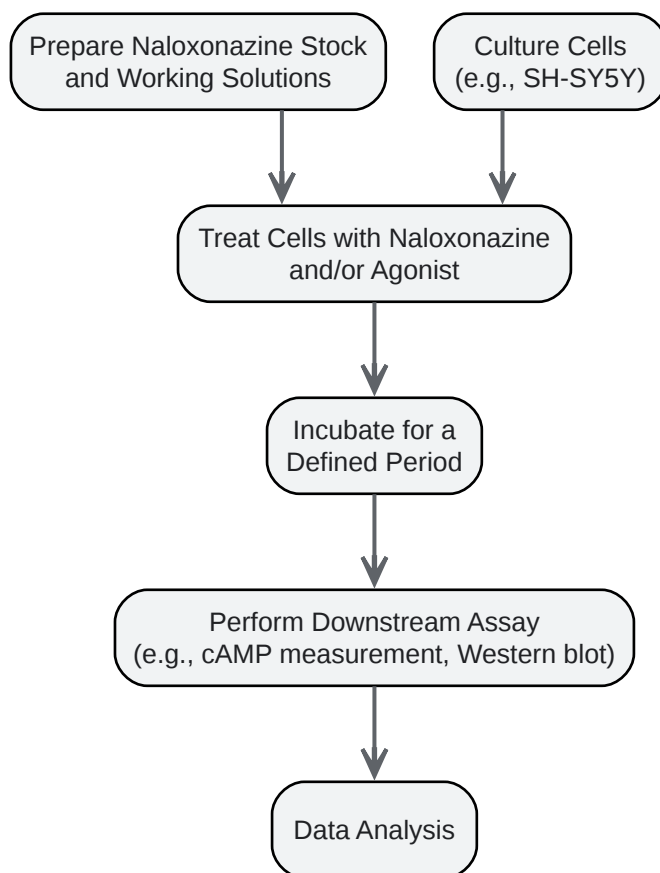 Prepare Naloxonazine Stock
and Working Solutions
Culture Cells
(e.g., SH-SY5Y)
Treat Cells with Naloxonazine
and/or Agonist
Incubate for a
Defined Period
Perform Downstream Assay
(e.g., cAMP measurement, Western blot)
Data Analysis